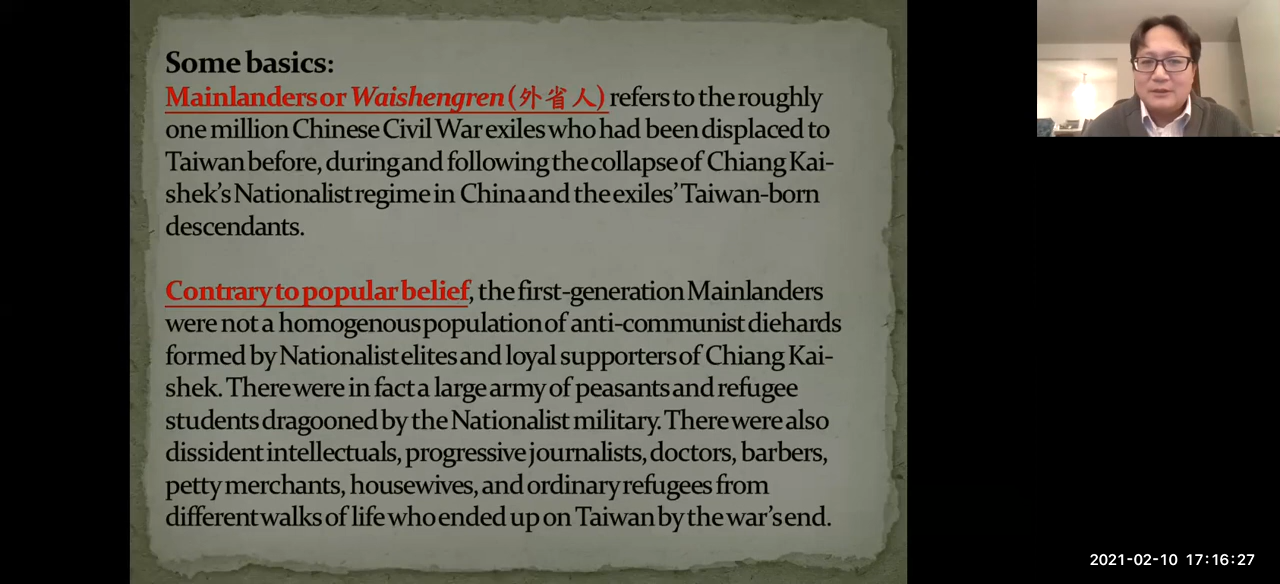 Some basics:
Mainlanders or Waishengren (外省人) refers to the roughly
one million Chinese Civil War exiles who had been displaced to
Taiwan before, during and following the collapse of Chiang Kai-
shek's Nationalist regime in China and the exiles' Taiwan-born
descendants.
Contrary to popular belief, the first-generation Mainlanders
were not a homogenous population of anti-communist diehards
formed by Nationalist elites and loyal supporters of Chiang Kai-
shek. There were in fact a large army of peasants and refugee
students dragooned by the Nationalist military. There were also
dissident intellectuals, progressive journalists, doctors, barbers,
petty merchants, housewives, and ordinary refugees from
different walks of life who ended up on Taiwan by the war's end.
2021-02-10 17:16:27